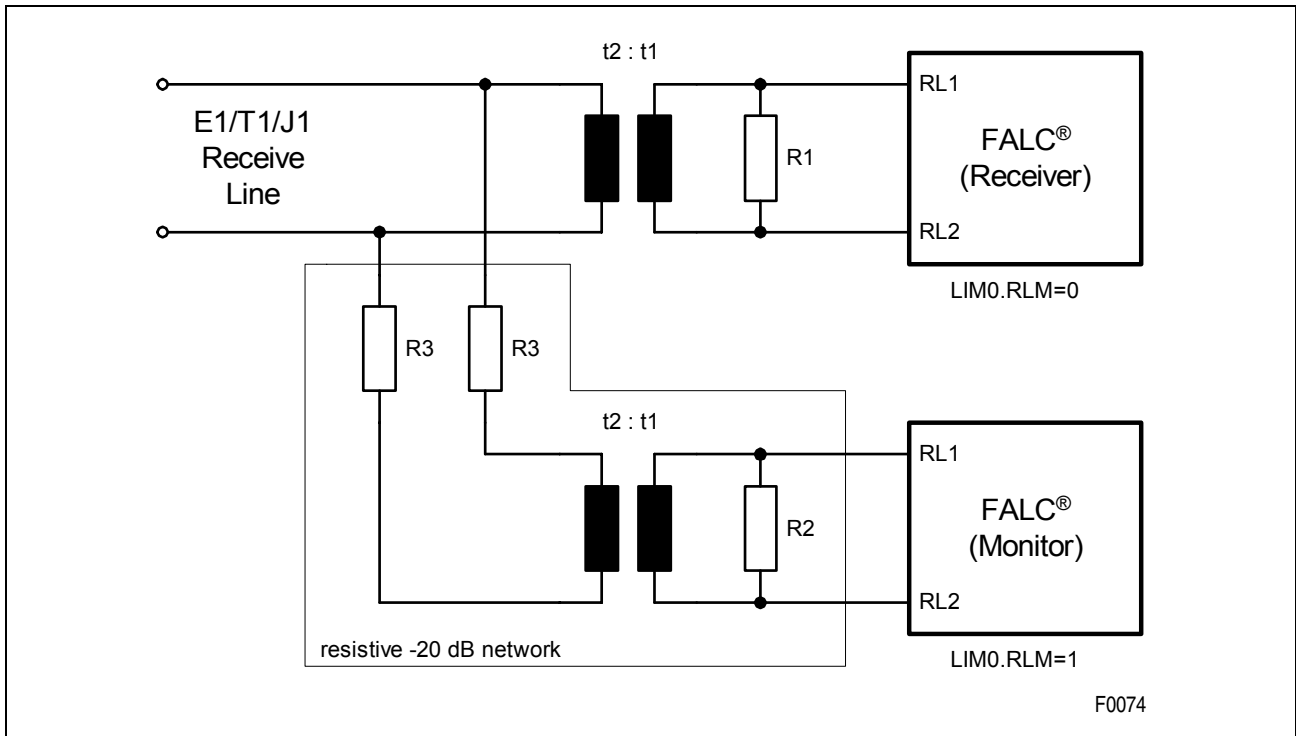 t2 : t1
E1/T1/J1
Receive
Line
R1
RL1
FALC®
(Receiver)
RL2
LIM0.RLM=0
R3
R3
t2 : t1
R2
RL1
FALC®
(Monitor)
RL2
resistive -20 dB network
LIM0.RLM=1
F0074